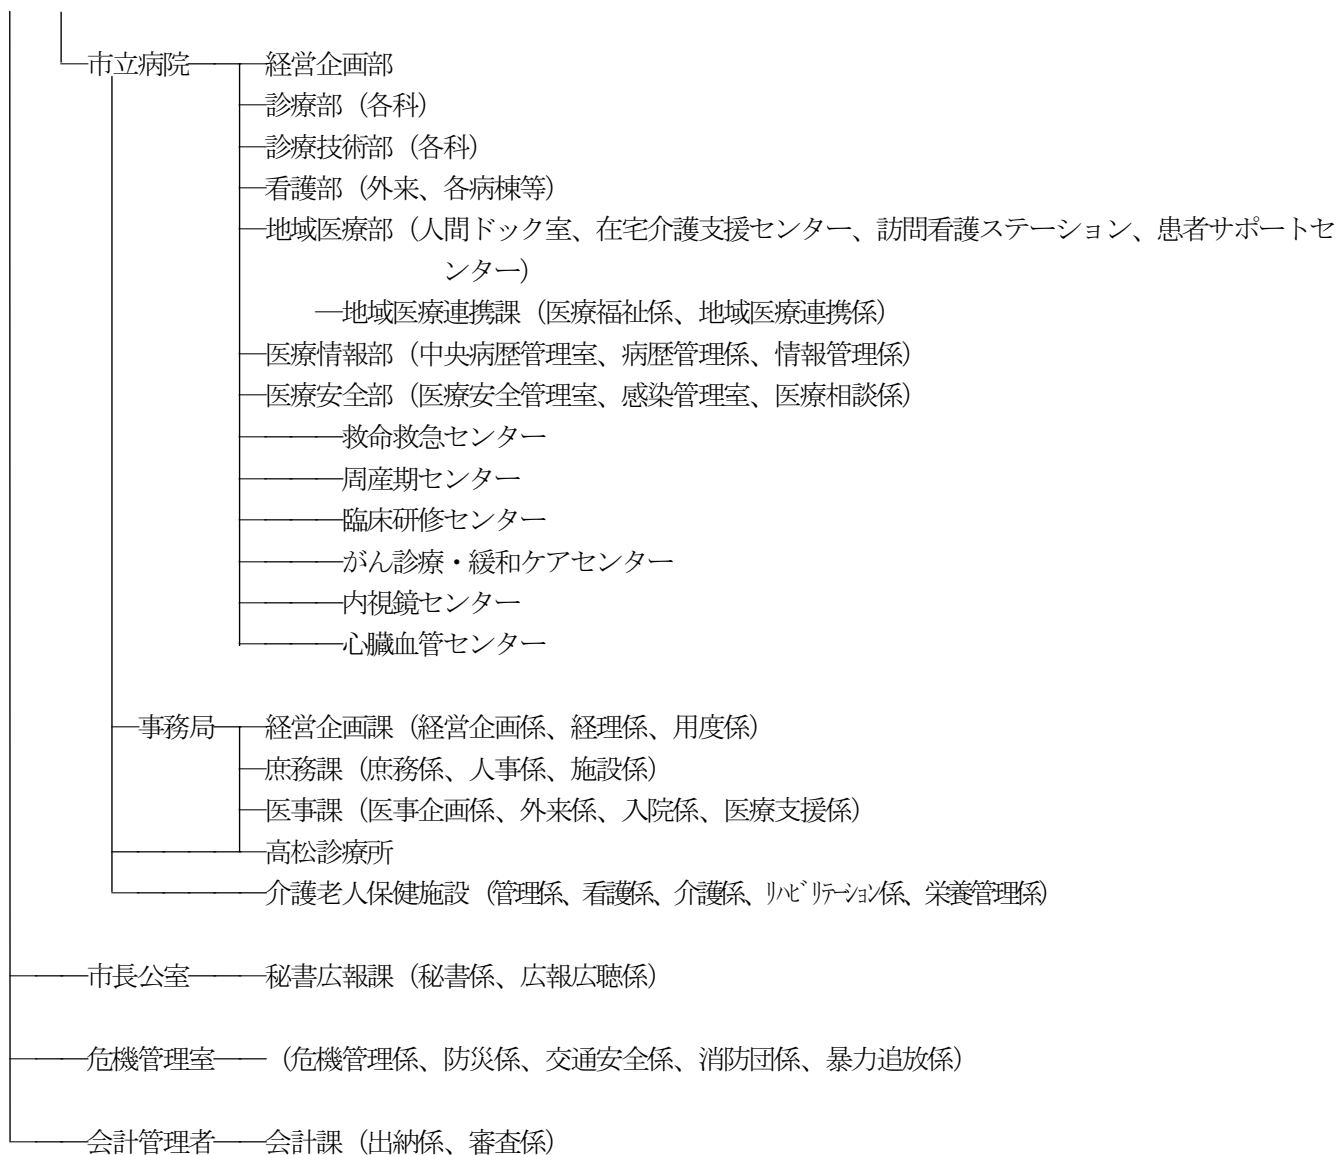 市立病院 経営企画部
診療部（各科）
診療技術部（各科）
看護部（外来、各病棟等）
地域医療部（人間ドック室、在宅介護支援センター、訪問看護ステーション、患者サポートセ
ンター）
地域医療連携課（医療福祉係、地域医療連携係）
医療情報部（中央病歴管理室、病歴管理係、情報管理係）
医療安全部（医療安全管理室、感染管理室、医療相談係）
救命救急センター
周産期センター
臨床研修センター
がん診療・緩和ケアセンター
内視鏡センター
心臓血管センター
事務局 経営企画課（経営企画係、経理係、用度係）
庶務課（庶務係、人事係、施設係）
医事課（医事企画係、外来係、入院係、医療支援係）
高松診療所
介護老人保健施設（管理係、看護係、介護係、ﾘﾊﾋﾞﾘﾃｰｼｮﾝ係、栄養管理係）
市長公室 秘書広報課（秘書係、広報広聴係）
危機管理室 （危機管理係、防災係、交通安全係、消防団係、暴力追放係）
会計管理者 会計課（出納係、審査係）